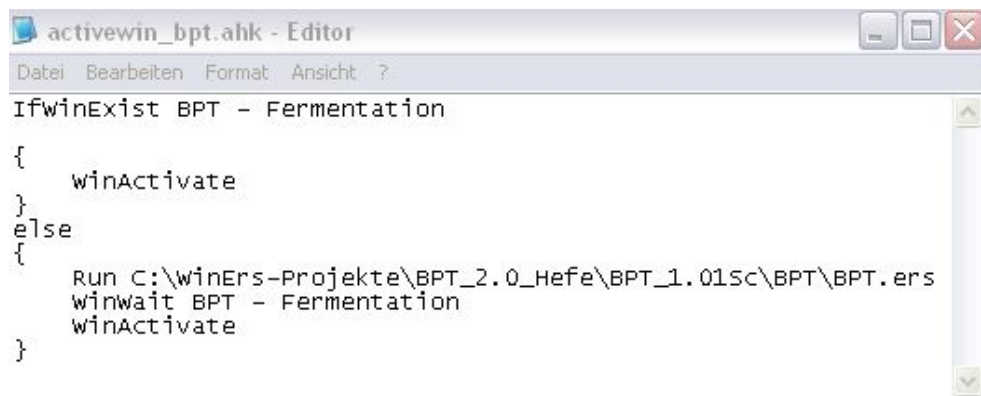 activewin_bpt.ahk - Editor
Datei Bearbeiten Format Ansicht ?
IfWinExist BPT – Fermentation
{
WinActivate
}
else
{
Run C:\WinErs-Projekte\BPT_2.0_Hefe\BPT_1.01Sc\BPT\BPT.ers
WinWait BPT – Fermentation
WinActivate
}